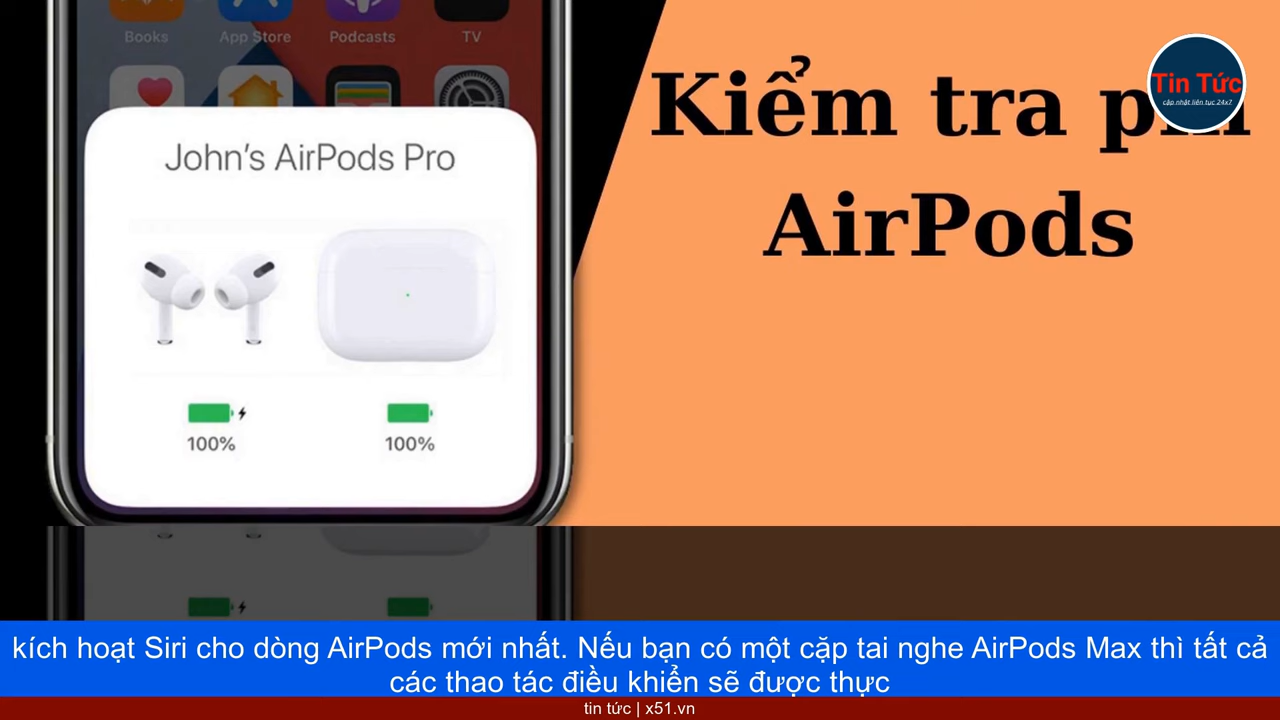 Books App Store Podcasts TV
John's AirPods Pro
100% 100%
Kiểm tra
AirPods
Tin Tức
cập nhật liên tục 24x7
100% 100%
kích hoạt Siri cho dòng AirPods mới nhất. Nếu bạn có một cặp tai nghe AirPods Max thì tất cả
các thao tác điều khiển sẽ được thực
tin tức | x51.vn